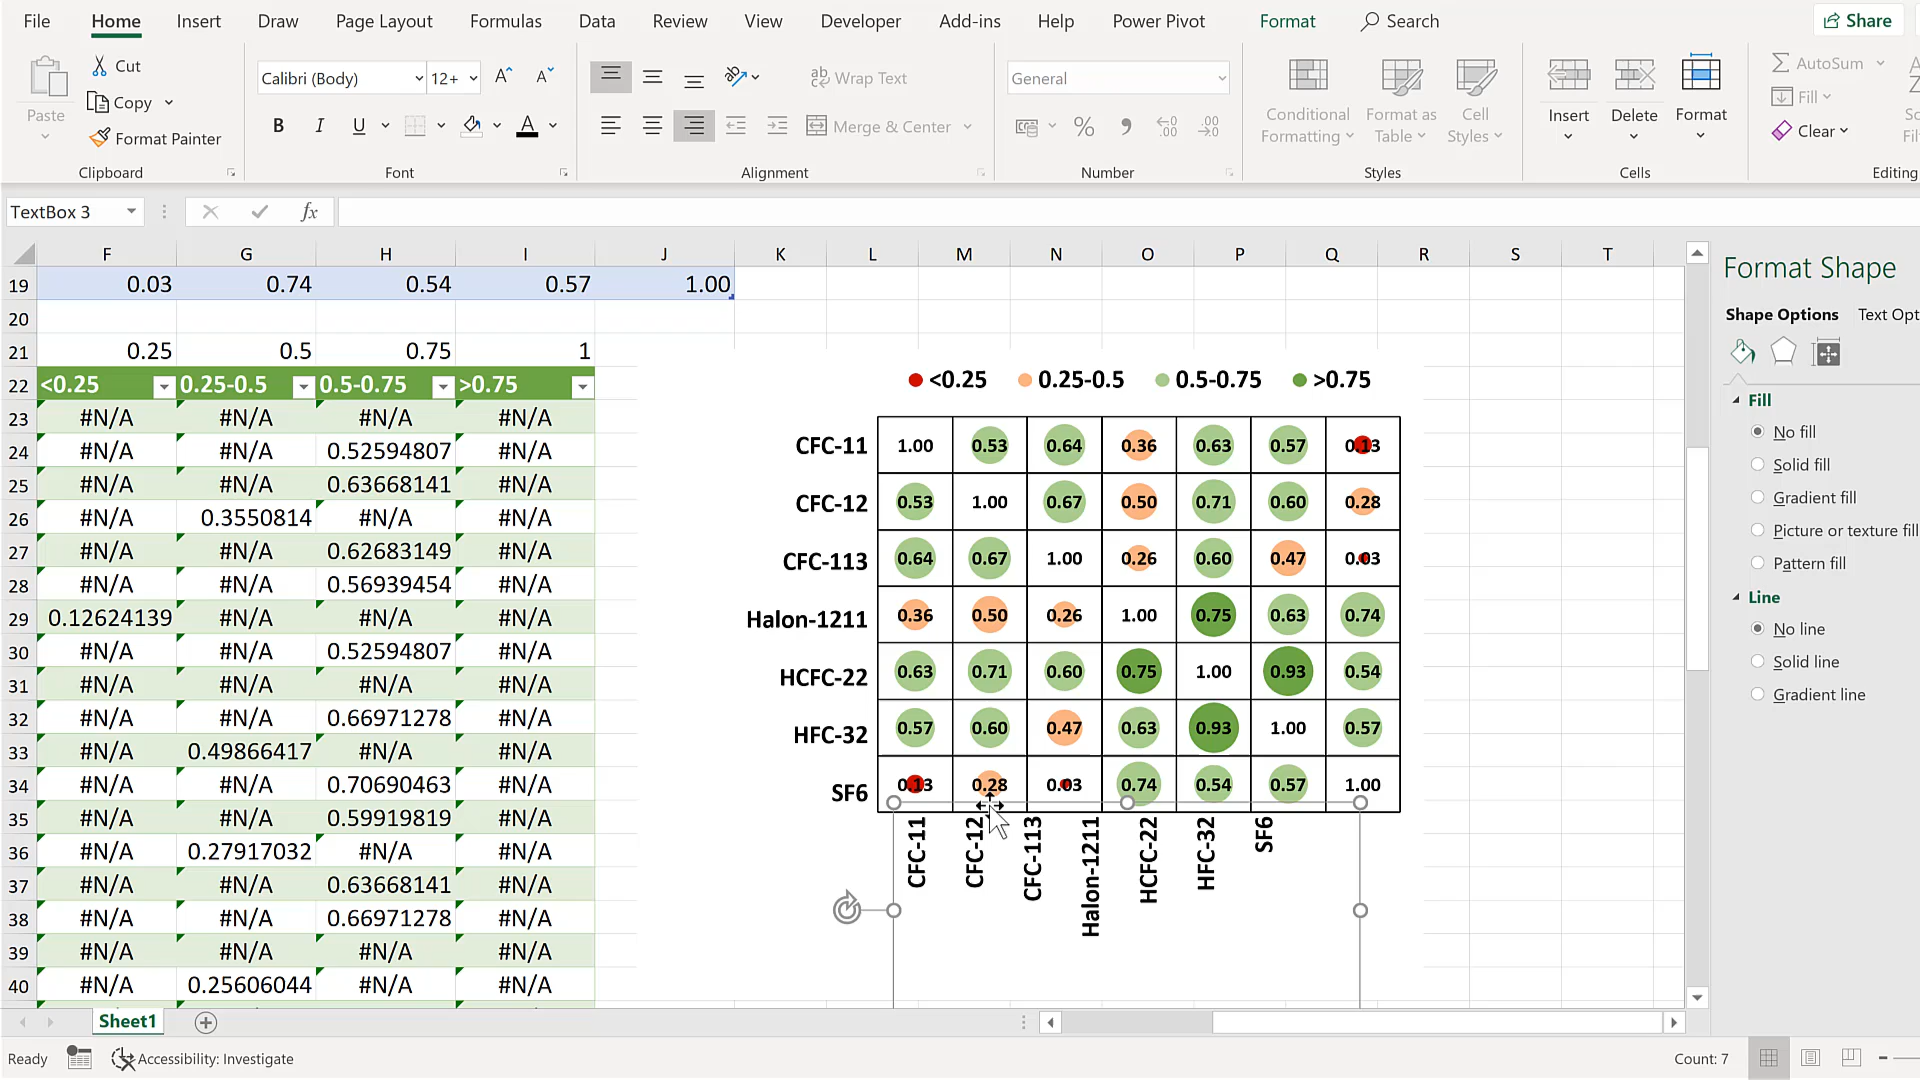 File Home Insert Draw Page Layout Formulas Data Review View Developer Add-ins Help Power Pivot Format Search Share
Paste
Cut
Copy
Format Painter
Clipboard
Calibri (Body) 12+
B I U
Font
Wrap Text
Merge & Center
Alignment
General
Number
Conditional Formatting
Format as Table
Cell Styles
Styles
Insert
Delete
Format
Cells
AutoSum
Fill
Clear
Editing
TextBox 3
fx
F G H I J K L M N O P Q R S T
19 0.03 0.74 0.54 0.57 1.00
20
21 0.25 0.5 0.75 1
22 <0.25 0.25-0.5 0.5-0.75 >0.75
23 #N/A #N/A #N/A #N/A
24 #N/A #N/A 0.52594807 #N/A
25 #N/A #N/A 0.63668141 #N/A
26 #N/A 0.3550814 #N/A #N/A
27 #N/A #N/A 0.62683149 #N/A
28 #N/A #N/A 0.56939454 #N/A
29 0.12624139 #N/A #N/A #N/A
30 #N/A #N/A 0.52594807 #N/A
31 #N/A #N/A #N/A #N/A
32 #N/A #N/A 0.66971278 #N/A
33 #N/A 0.49866417 #N/A #N/A
34 #N/A #N/A 0.70690463 #N/A
35 #N/A #N/A 0.59919819 #N/A
36 #N/A 0.27917032 #N/A #N/A
37 #N/A #N/A 0.63668141 #N/A
38 #N/A #N/A 0.66971278 #N/A
39 #N/A #N/A #N/A #N/A
40 #N/A 0.25606044 #N/A #N/A
<0.25 0.25-0.5 0.5-0.75 >0.75
CFC-11 1.00 0.53 0.64 0.36 0.63 0.57 0.13
CFC-12 0.53 1.00 0.67 0.50 0.71 0.60 0.28
CFC-113 0.64 0.67 1.00 0.26 0.60 0.47 0.03
Halon-1211 0.36 0.50 0.26 1.00 0.75 0.63 0.74
HCFC-22 0.63 0.71 0.60 0.75 1.00 0.93 0.54
HFC-32 0.57 0.60 0.47 0.63 0.93 1.00 0.57
SF6 0.13 0.28 0.03 0.74 0.54 0.57 1.00
CFC-11
CFC-12
CFC-113
Halon-1211
HCFC-22
HFC-32
SF6
Format Shape
Shape Options Text Opt
Fill
No fill
Solid fill
Gradient fill
Picture or texture fill
Pattern fill
Line
No line
Solid line
Gradient line
Sheet1
Ready Accessibility: Investigate Count: 7